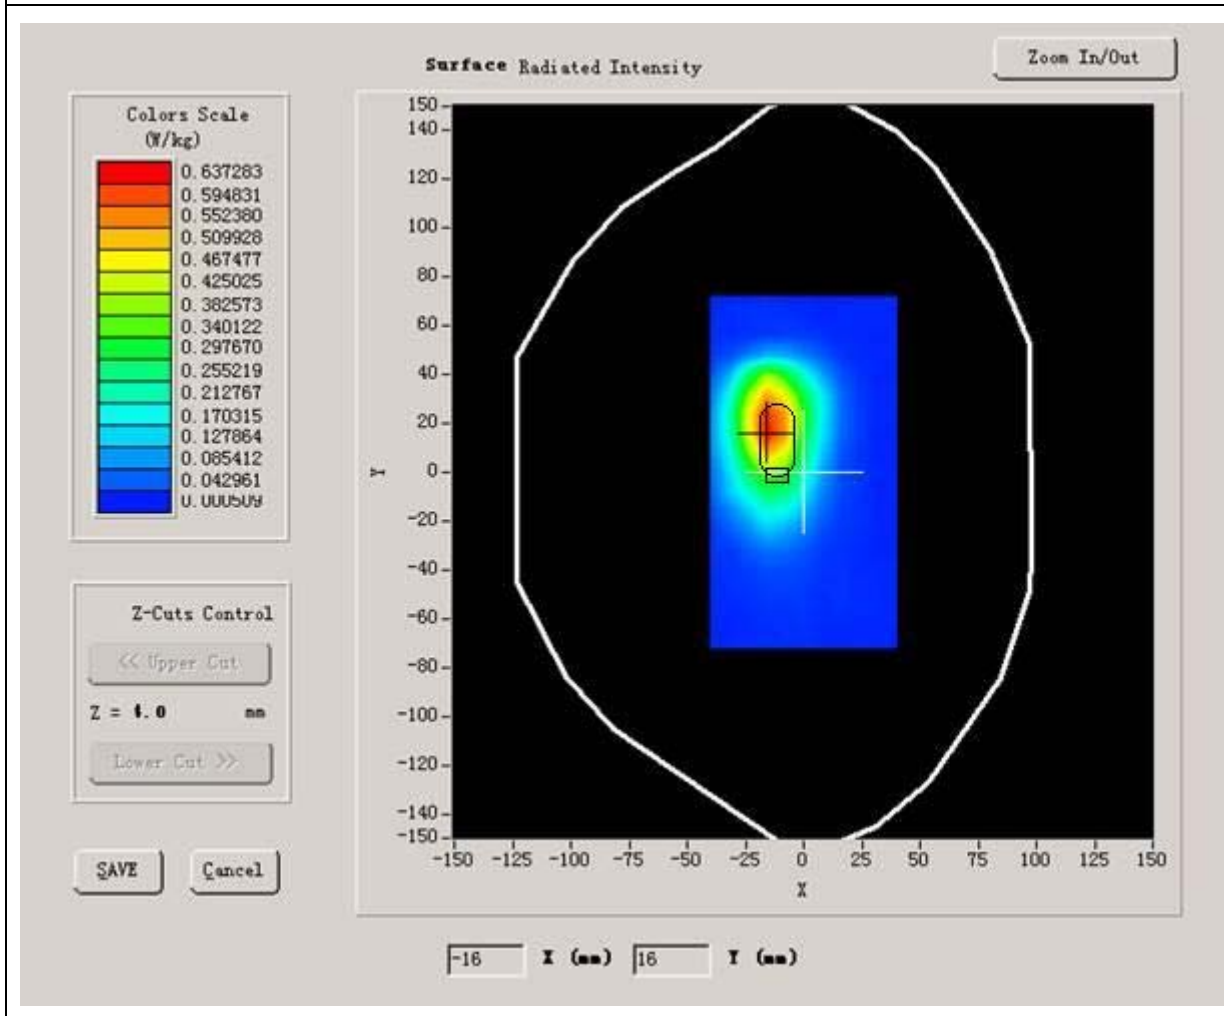 Surface Radiated Intensity
Zoom In/Out
Colors Scale
(W/kg)
0.637283
0.594831
0.552380
0.509928
0.467477
0.425025
0.382573
0.340122
0.297670
0.255219
0.212767
0.170315
0.127864
0.085412
0.042961
0.000509
Z-Cuts Control
<< Upper Cut
Z = 4.0 mm
Lower Cut >>
SAVE Cancel
150
140
120
100
80
60
40
20
0
-20
-40
-60
-80
-100
-120
-140
-150
Y
-150 -125 -100 -75 -50 -25 0 25 50 75 100 125 150
X
-16 X (mm) 16 Y (mm)